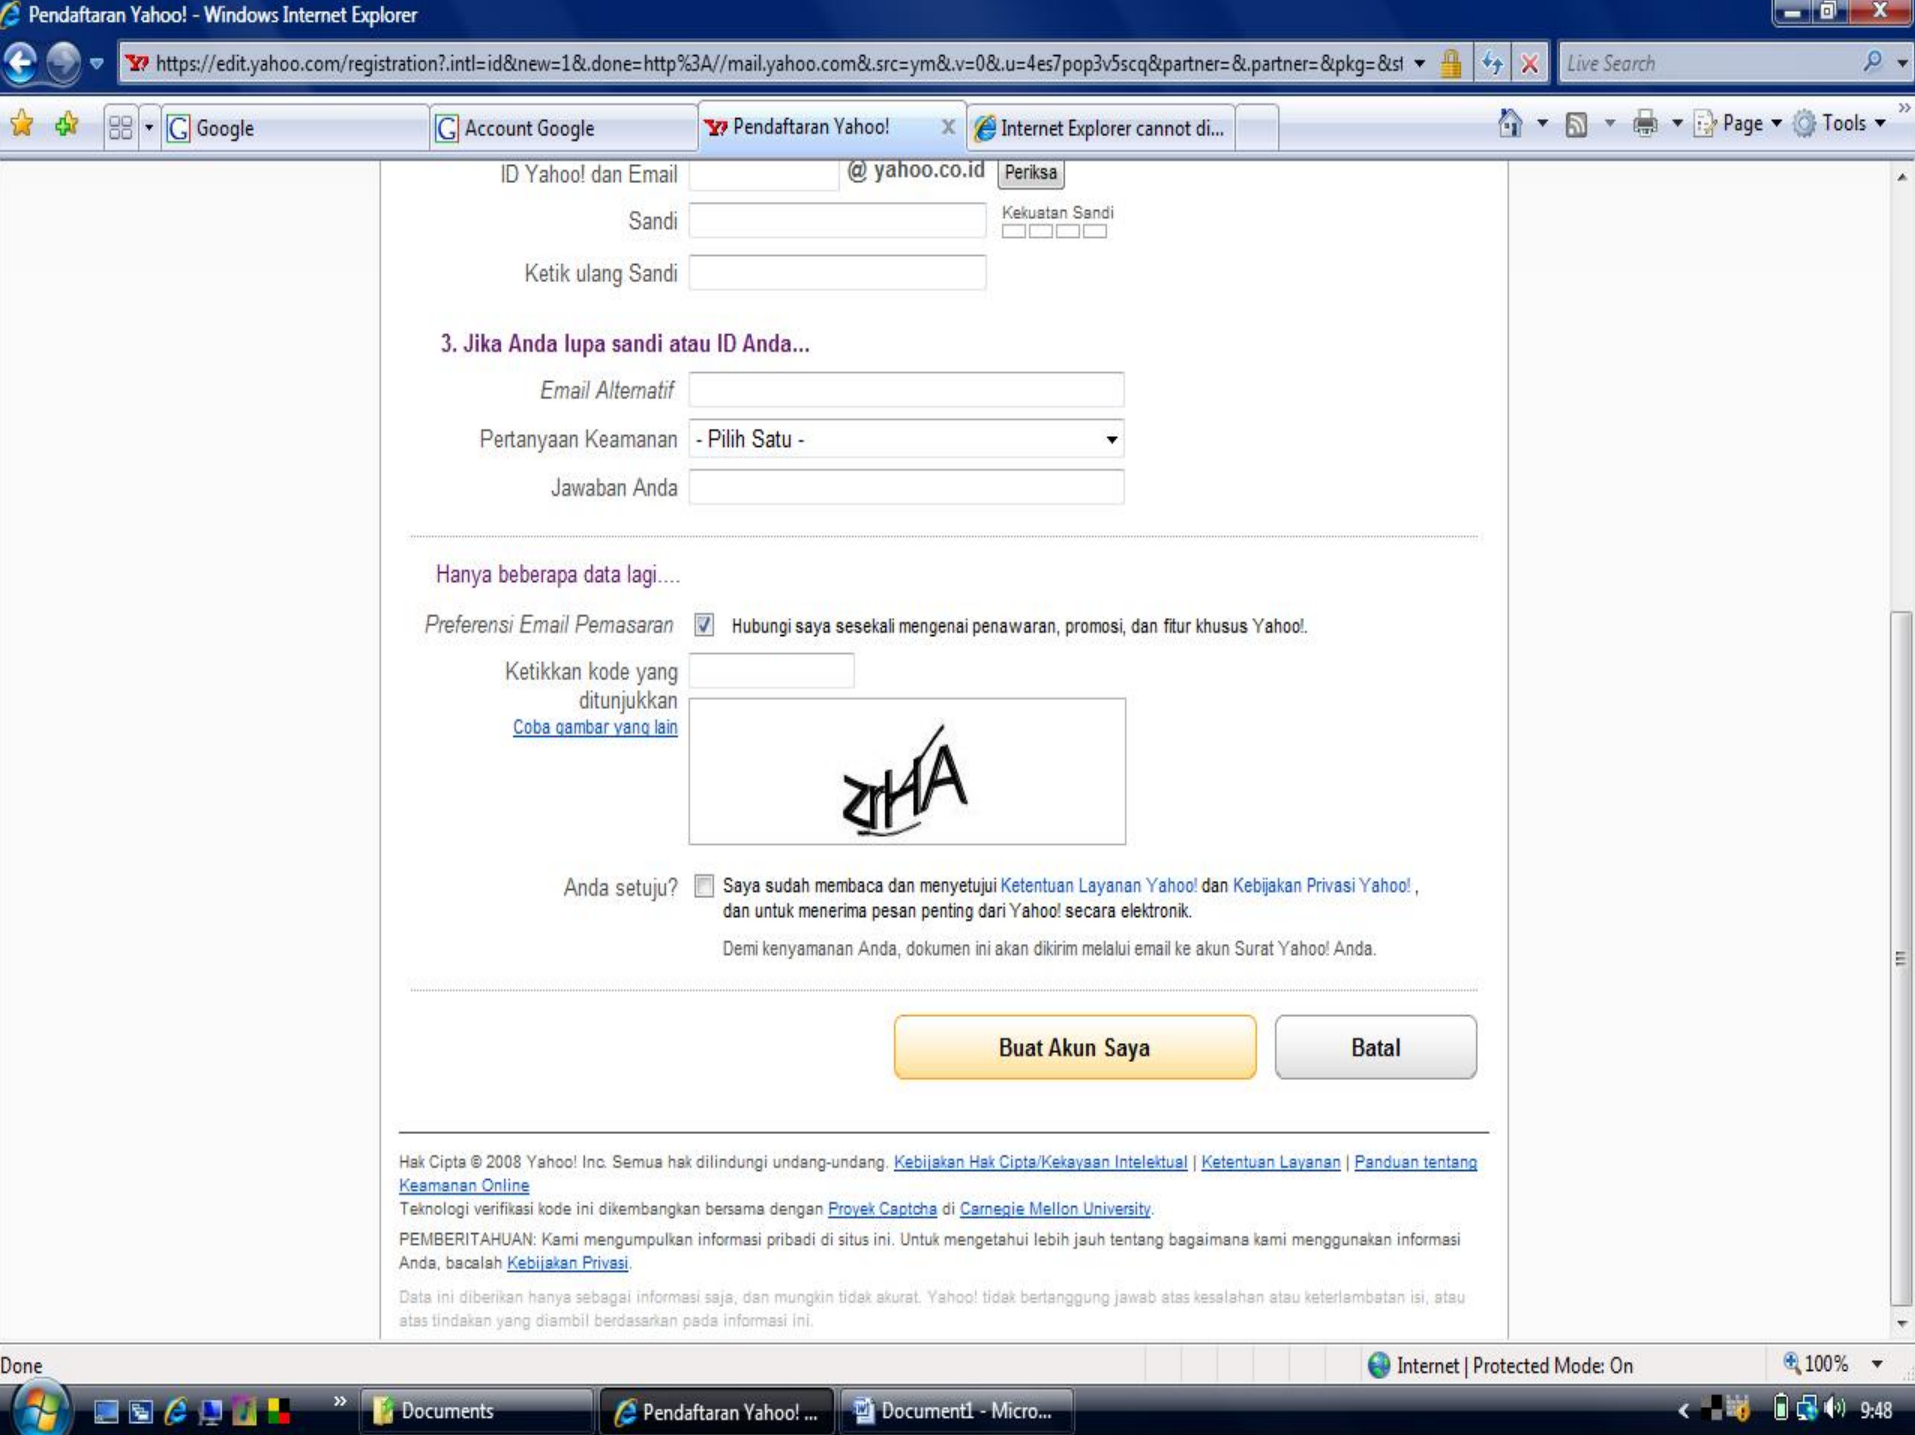 Pendaftaran Yahoo! - Windows Internet Explorer
https://edit.yahoo.com/registration?.intl=id&new=1&.done=http%3A//mail.yahoo.com&.src=ym&.v=0&.u=4es7pop3v5scq&partner=&.partner=&pkg=&st
Live Search
Google
Account Google
Pendaftaran Yahoo!
Internet Explorer cannot di...
Page
Tools
ID Yahoo! dan Email @ yahoo.co.id Periksa
Sandi Kekuatan Sandi
Ketik ulang Sandi
3. Jika Anda lupa sandi atau ID Anda...
Email Alternatif
Pertanyaan Keamanan - Pilih Satu -
Jawaban Anda
Hanya beberapa data lagi....
Preferensi Email Pemasaran Hubungi saya sesekali mengenai penawaran, promosi, dan fitur khusus Yahoo!.
Ketikkan kode yang
ditunjukkan
Coba gambar yang lain
Anda setuju? Saya sudah membaca dan menyetujui Ketentuan Layanan Yahoo! dan Kebijakan Privasi Yahoo! ,
dan untuk menerima pesan penting dari Yahoo! secara elektronik.
Demi kenyamanan Anda, dokumen ini akan dikirim melalui email ke akun Surat Yahoo! Anda.
Buat Akun Saya
Batal
Hak Cipta © 2008 Yahoo! Inc. Semua hak dilindungi undang-undang. Kebijakan Hak Cipta/Kekayaan Intelektual | Ketentuan Layanan | Panduan tentang
Keamanan Online
Teknologi verifikasi kode ini dikembangkan bersama dengan Proyek Captcha di Carnegie Mellon University.
PEMBERITAHUAN: Kami mengumpulkan informasi pribadi di situs ini. Untuk mengetahui lebih jauh tentang bagaimana kami menggunakan informasi
Anda, bacalah Kebijakan Privasi.
Data ini diberikan hanya sebagai informasi saja, dan mungkin tidak akurat. Yahoo! tidak bertanggung jawab atas kesalahan atau keterlambatan isi, atau
atas tindakan yang diambil berdasarkan pada informasi ini.
Done
Internet | Protected Mode: On
100%
Documents
Pendaftaran Yahoo! ...
Document1 - Micro...
9:48